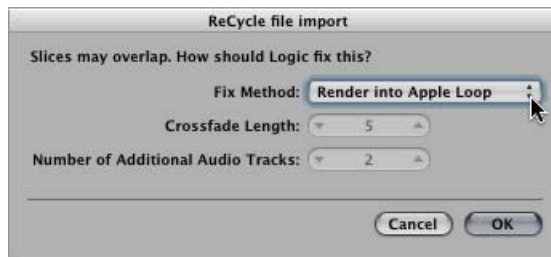 ReCycle file import
Slices may overlap. How should Logic fix this?
Fix Method: Render into Apple Loop
Crossfade Length: 5
Number of Additional Audio Tracks: 2
Cancel OK